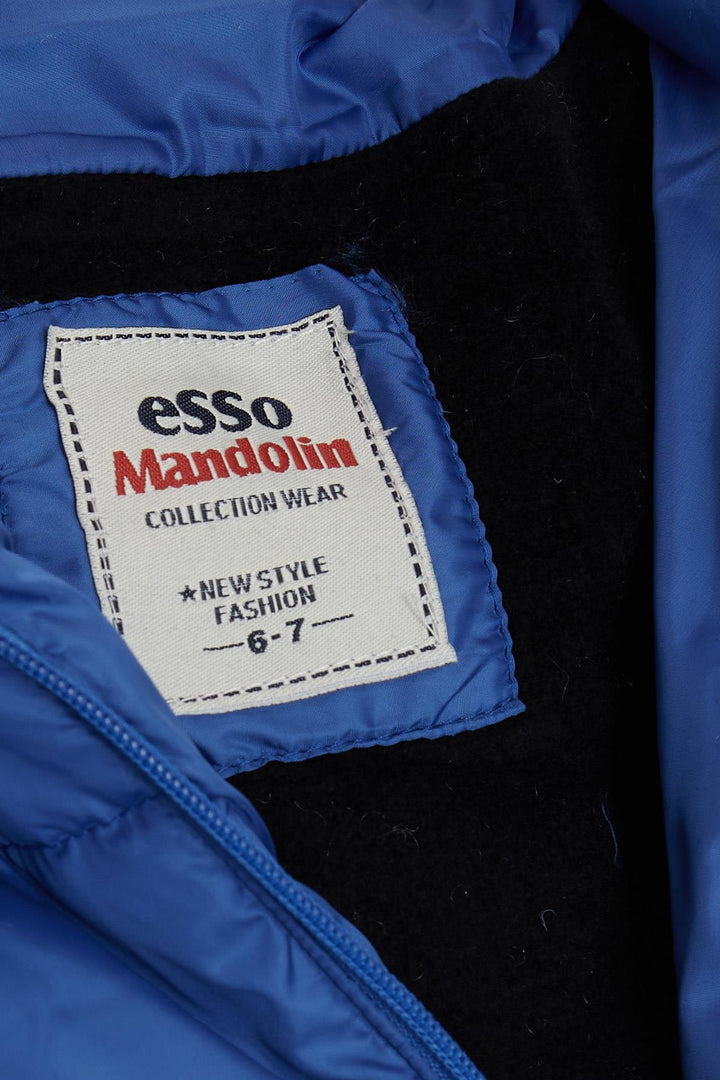 esso
Mandolin
COLLECTION WEAR
★NEW STYLE
FASHION
—6-7—